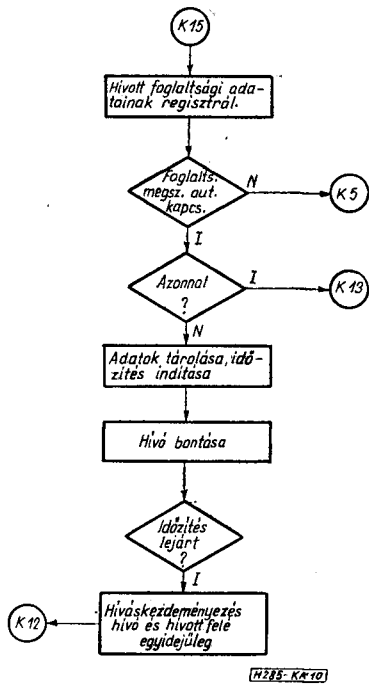 K15
Hívott foglaltsági ada-
tainak regisztrál.
Foglalts.
megsz. aut.
kapcs.
N
K5
I
Azonnal
?
I
K13
N
Adatok tárolása, idő-
zítés indítása
Hívó bontása
Időzítés
lejárt
?
I
Híváskezdeményezés
hívó és hívott felé
egyidejűleg
K12
H285-KA10